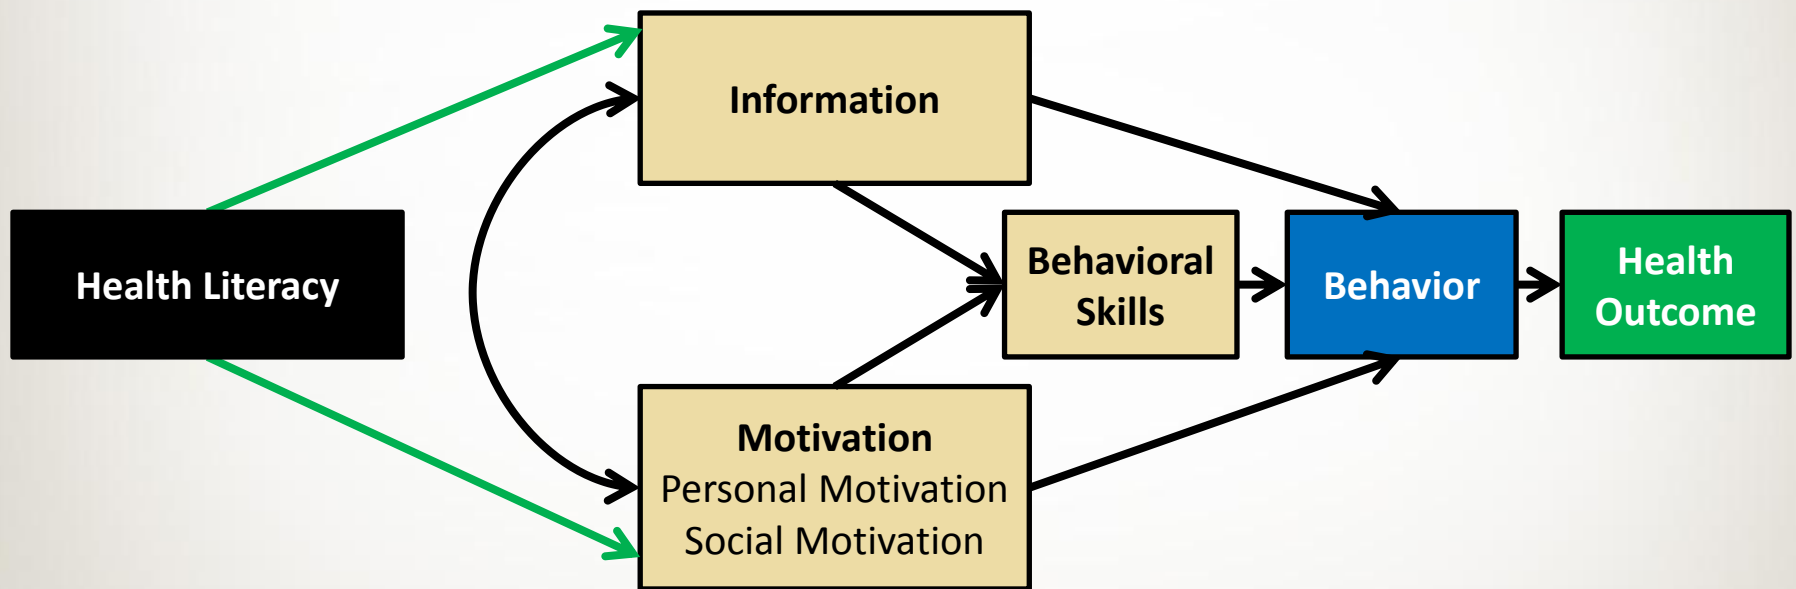 Information
Health Literacy
Behavioral
Skills
Behavior
Health
Outcome
Motivation
Personal Motivation
Social Motivation